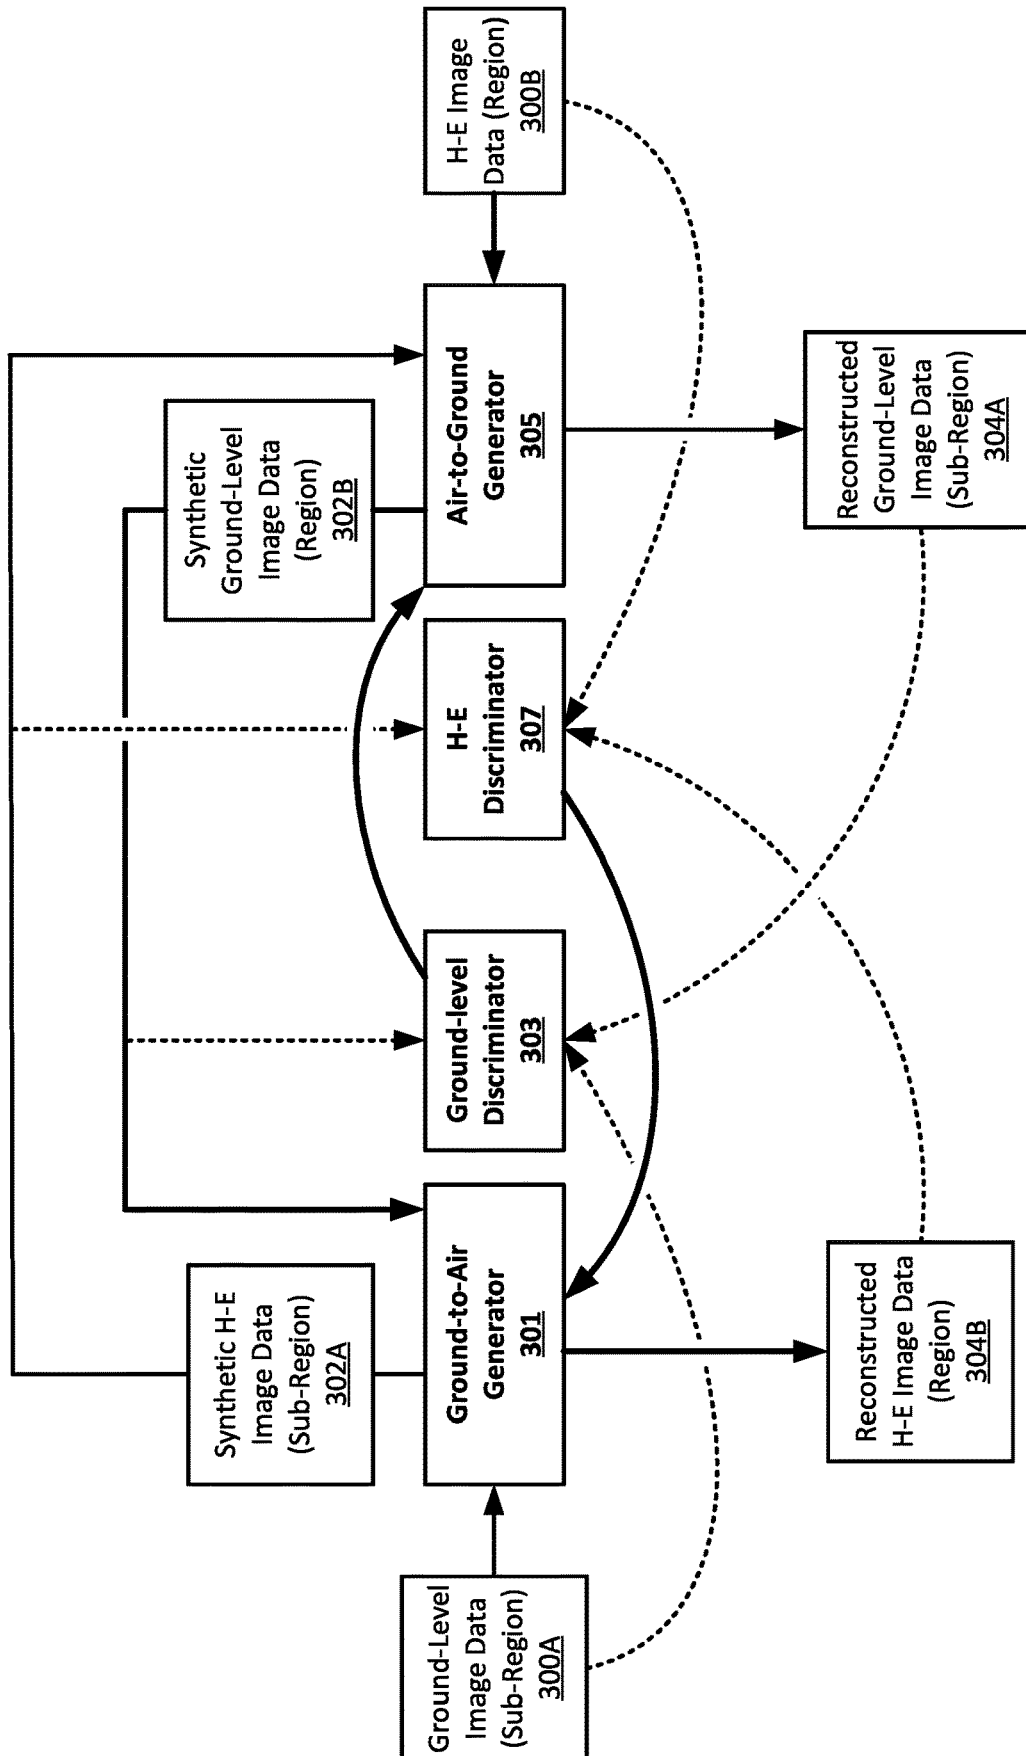 Synthetic H-E
Image Data
(Sub-Region)
302A
Synthetic
Ground-Level
Image Data
(Region)
302B
Ground-Level
Image Data
(Sub-Region)
300A
Ground-to-Air
Generator
301
Ground-level
Discriminator
303
H-E
Discriminator
307
Air-to-Ground
Generator
305
H-E Image
Data (Region)
300B
Reconstructed
H-E Image Data
(Region)
304B
Reconstructed
Ground-Level
Image Data
(Sub-Region)
304A